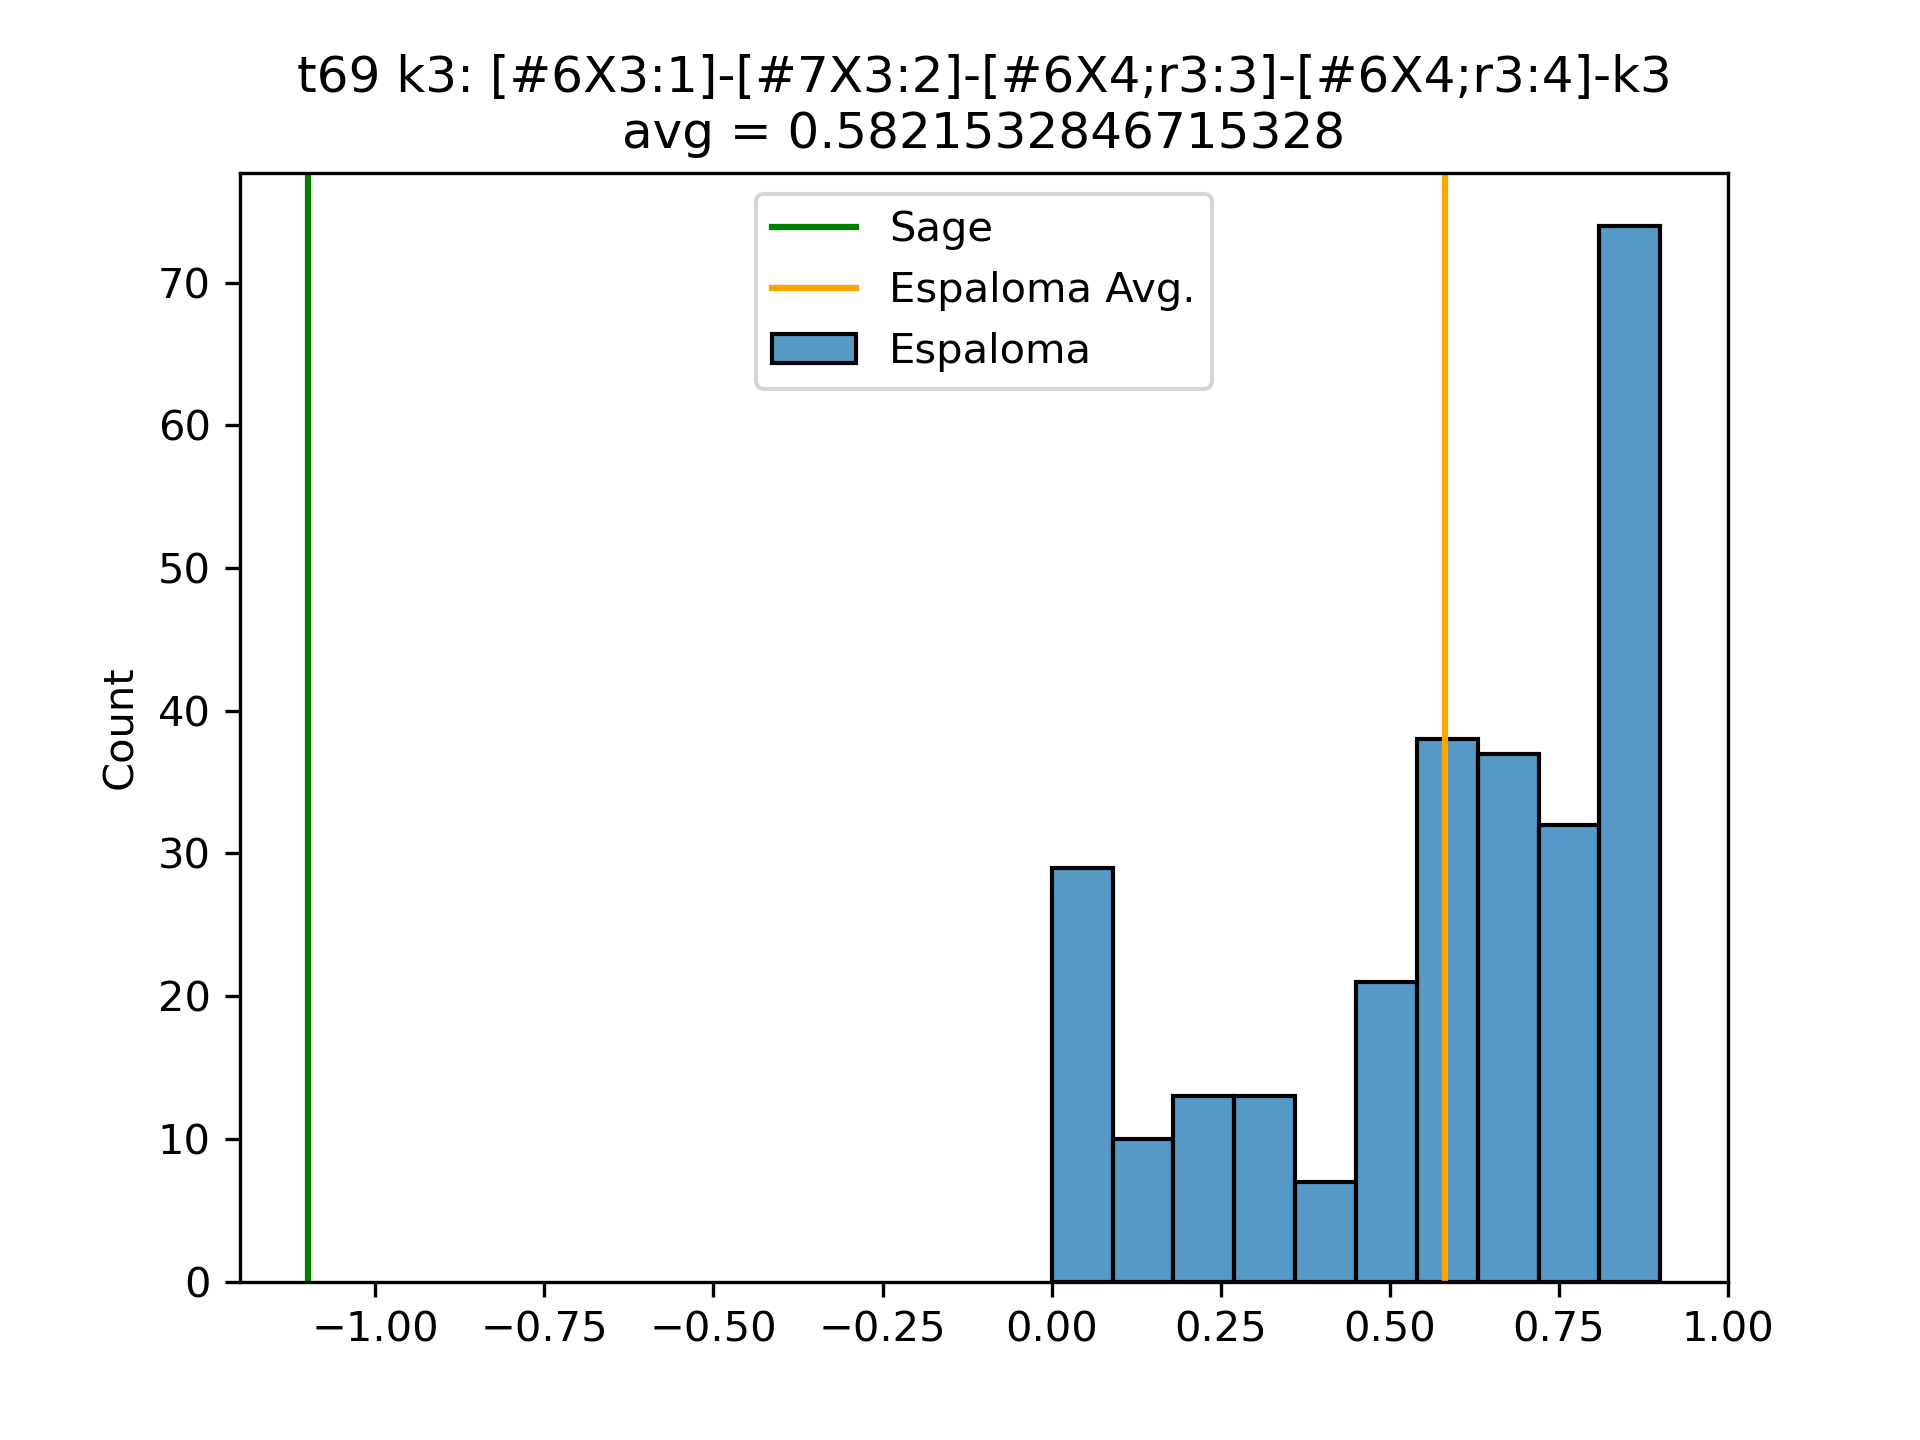 t69 k3: [#6X3:1]-[#7X3:2]-[#6X4;r3:3]-[#6X4;r3:4]-k3
avg = 0.5821532846715328
Sage
Espaloma Avg.
Espaloma
Count
70
60
50
40
30
20
10
0
−1.00 −0.75 −0.50 −0.25 0.00 0.25 0.50 0.75 1.00